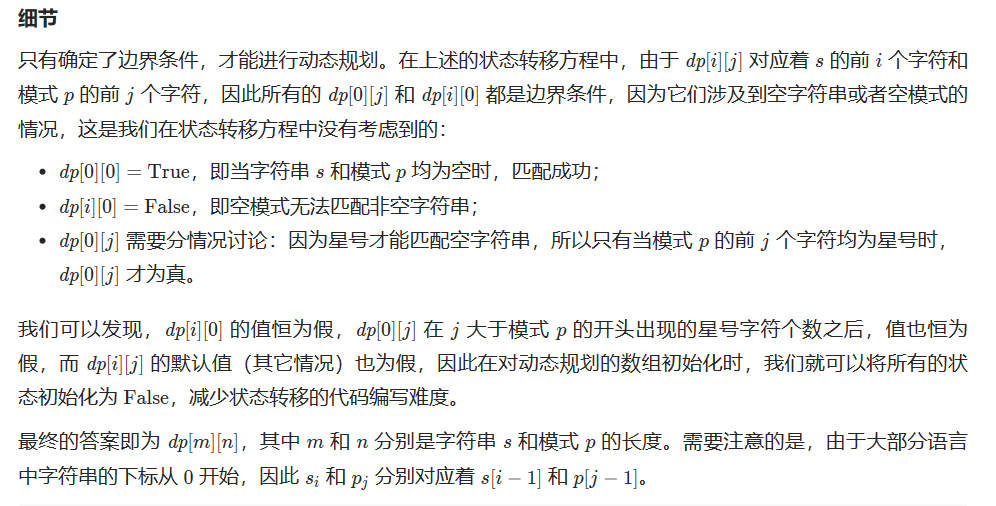 细节
只有确定了边界条件，才能进行动态规划。在上述的状态转移方程中，由于 dp[i][j] 对应着 s 的前 i 个字符和
模式 p 的前 j 个字符，因此所有的 dp[0][j] 和 dp[i][0] 都是边界条件，因为它们涉及到空字符串或者空模式的
情况，这是我们在状态转移方程中没有考虑到的：
• dp[0][0] = True，即当字符串 s 和模式 p 均为空时，匹配成功；
• dp[i][0] = False，即空模式无法匹配非空字符串；
• dp[0][j] 需要分情况讨论：因为星号才能匹配空字符串，所以只有当模式 p 的前 j 个字符均为星号时，
dp[0][j] 才为真。
我们可以发现，dp[i][0] 的值恒为假，dp[0][j] 在 j 大于模式 p 的开头出现的星号字符个数之后，值也恒为
假，而 dp[i][j] 的默认值（其它情况）也为假，因此在对动态规划的数组初始化时，我们就可以将所有的状
态初始化为 False，减少状态转移的代码编写难度。
最终的答案即为 dp[m][n]，其中 m 和 n 分别是字符串 s 和模式 p 的长度。需要注意的是，由于大部分语言
中字符串的下标从 0 开始，因此 s_i 和 p_j 分别对应着 s[i − 1] 和 p[j − 1]。